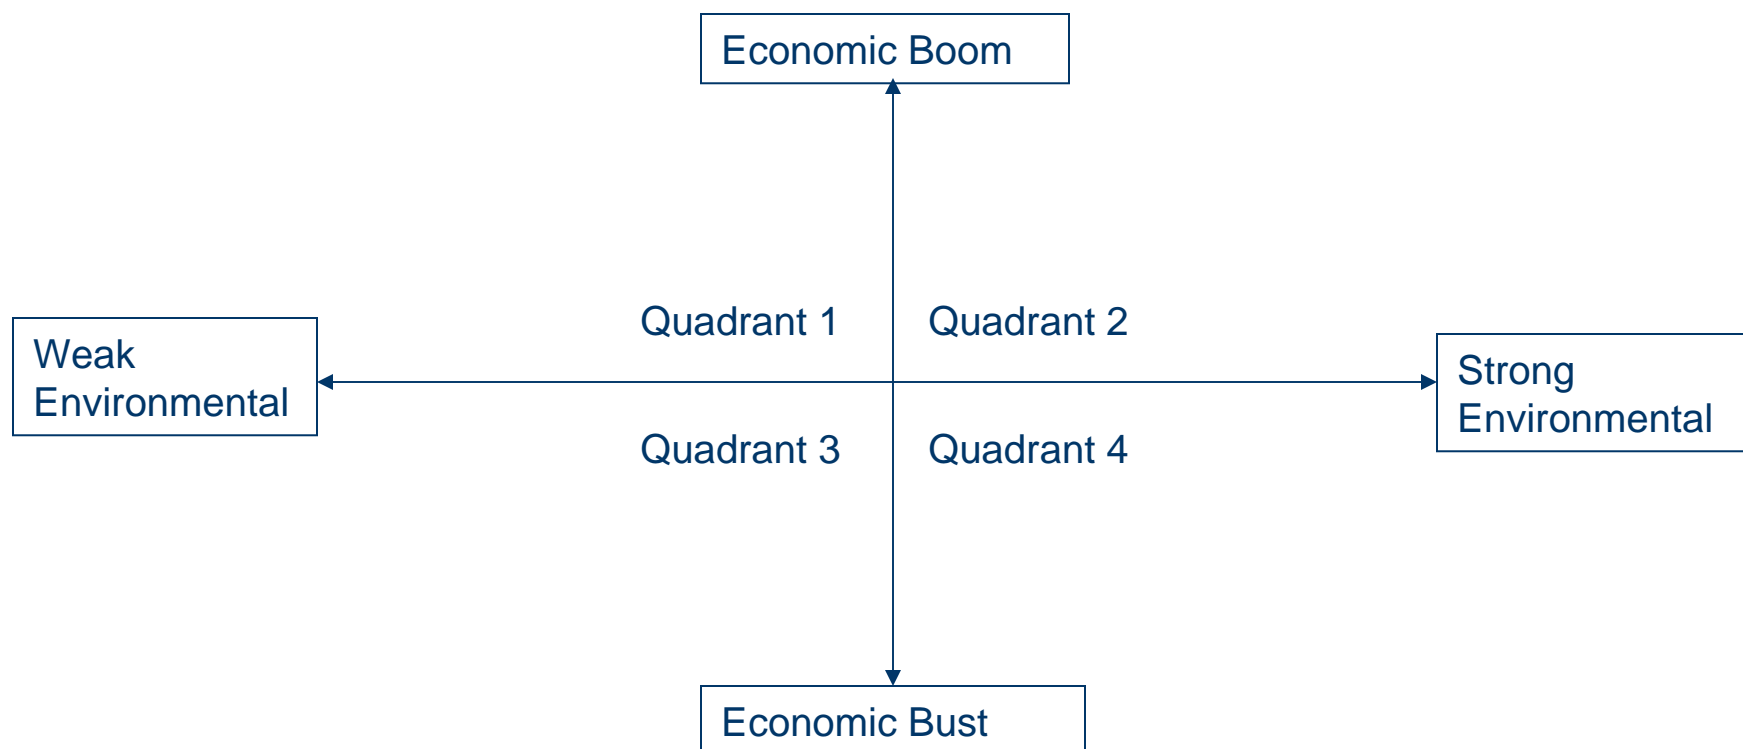 Economic Boom
Quadrant 1
Quadrant 2
Weak
Environmental
Strong
Environmental
Quadrant 3
Quadrant 4
Economic Bust